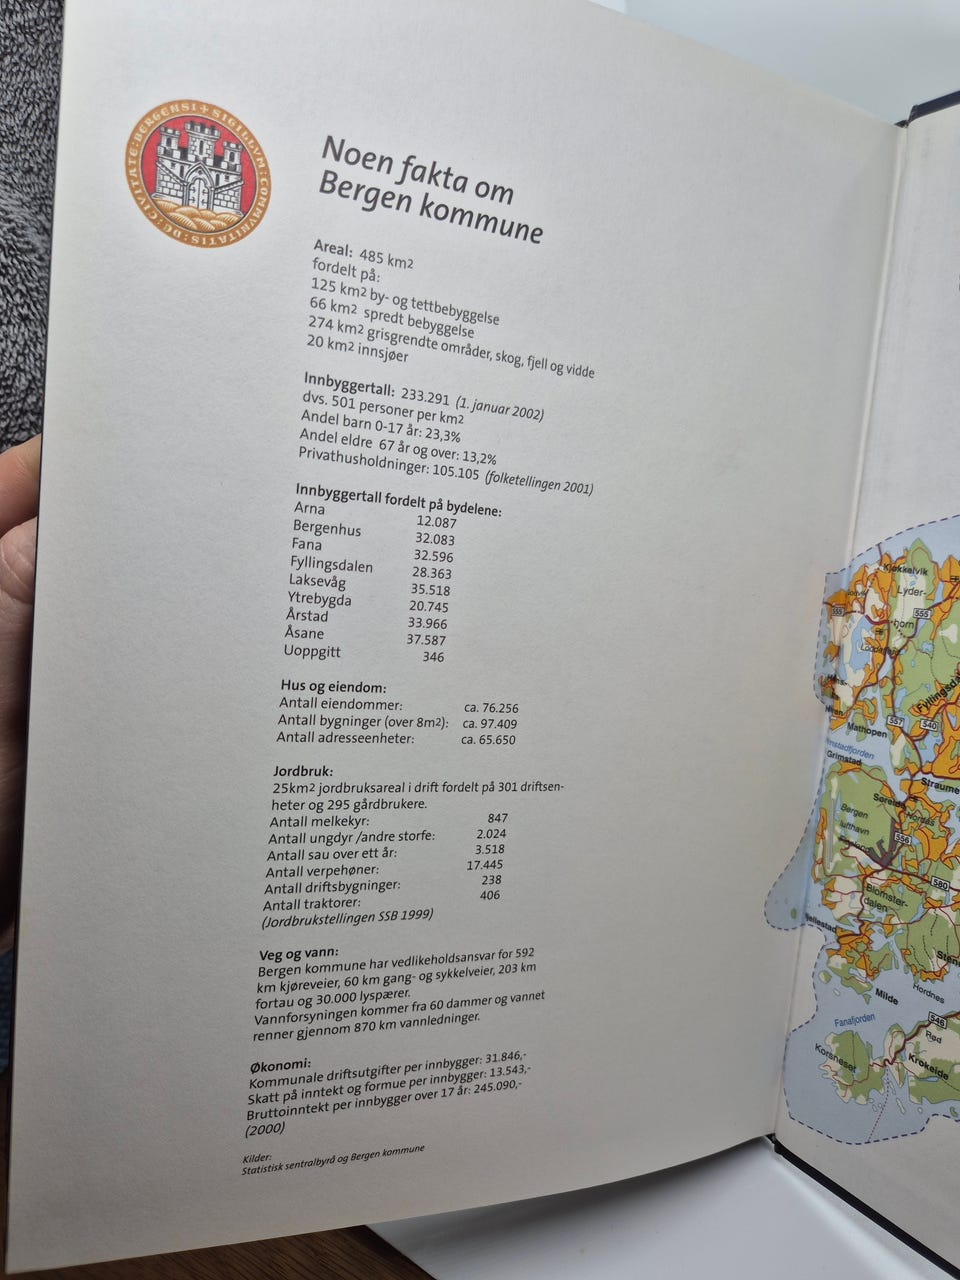 SIGILLVM:COMMVNITATIS:DE:CIVITATE:BERGENSI
Noen fakta om
Bergen kommune
Areal: 485 km2
fordelt på:
125 km2 by- og tettbebyggelse
66 km2 spredt bebyggelse
274 km2 grisgrendte områder, skog, fjell og vidde
20 km2 innsjøer
Innbyggertall: 233.291 (1. januar 2002)
dvs. 501 personer per km2
Andel barn 0-17 år: 23,3%
Andel eldre 67 år og over: 13,2%
Privathusholdninger: 105.105 (folketellingen 2001)
Innbyggertall fordelt på bydelene:
Arna 12.087
Bergenhus 32.083
Fana 32.596
Fyllingsdalen 28.363
Laksevåg 35.518
Ytrebygda 20.745
Årstad 33.966
Åsane 37.587
Uoppgitt 346
Hus og eiendom:
Antall eiendommer: ca. 76.256
Antall bygninger (over 8m2): ca. 97.409
Antall adresseenheter: ca. 65.650
Jordbruk:
25km2 jordbruksareal i drift fordelt på 301 driftsen-
heter og 295 gårdbrukere.
Antall melkekyr: 847
Antall ungdyr /andre storfe: 2.024
Antall sau over ett år: 3.518
Antall verpehøner: 17.445
Antall driftsbygninger: 238
Antall traktorer: 406
(Jordbrukstellingen SSB 1999)
Veg og vann:
Bergen kommune har vedlikeholdsansvar for 592
km kjøreveier, 60 km gang- og sykkelveier, 203 km
fortau og 30.000 lyspærer.
Vannforsyningen kommer fra 60 dammer og vannet
renner gjennom 870 km vannledninger.
Økonomi:
Kommunale driftsutgifter per innbygger: 31.846,-
Skatt på inntekt og formue per innbygger: 13.543,-
Bruttoinntekt per innbygger over 17 år: 245.090,-
(2000)
Kilder:
Statistisk sentralbyrå og Bergen kommune
Kjøkkelvik
Lyder-
horn
555
555
Fyllingsda
557
540
Mathopen
Grimstad
Straume
Bergen
lufthavn
556
580
Blomster-
dalen
Milde
Hordnes
Fanafjorden
546
Rød
Korsneset
Krokeide